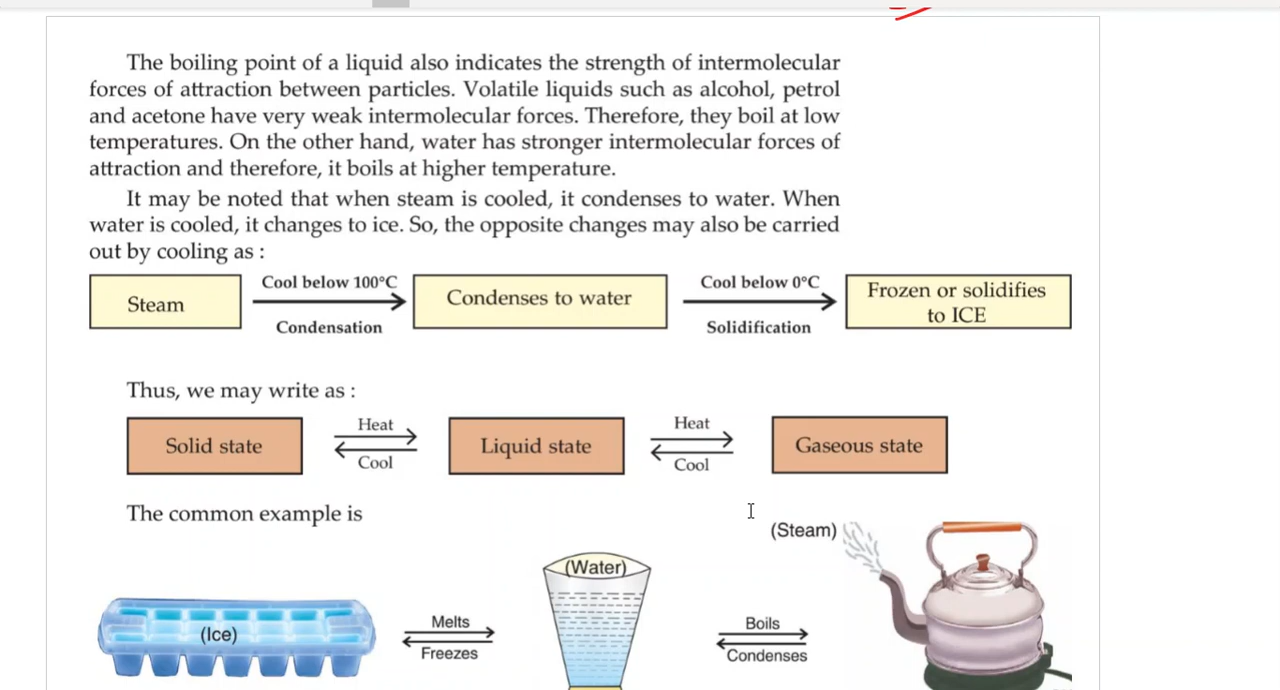 The boiling point of a liquid also indicates the strength of intermolecular
forces of attraction between particles. Volatile liquids such as alcohol, petrol
and acetone have very weak intermolecular forces. Therefore, they boil at low
temperatures. On the other hand, water has stronger intermolecular forces of
attraction and therefore, it boils at higher temperature.
It may be noted that when steam is cooled, it condenses to water. When
water is cooled, it changes to ice. So, the opposite changes may also be carried
out by cooling as :
Steam
Cool below 100°C
Condensation
Condenses to water
Cool below 0°C
Solidification
Frozen or solidifies
to ICE
Thus, we may write as :
Solid state
Heat
Cool
Liquid state
Heat
Cool
Gaseous state
The common example is
(Ice)
Melts
Freezes
(Water)
Boils
Condenses
(Steam)